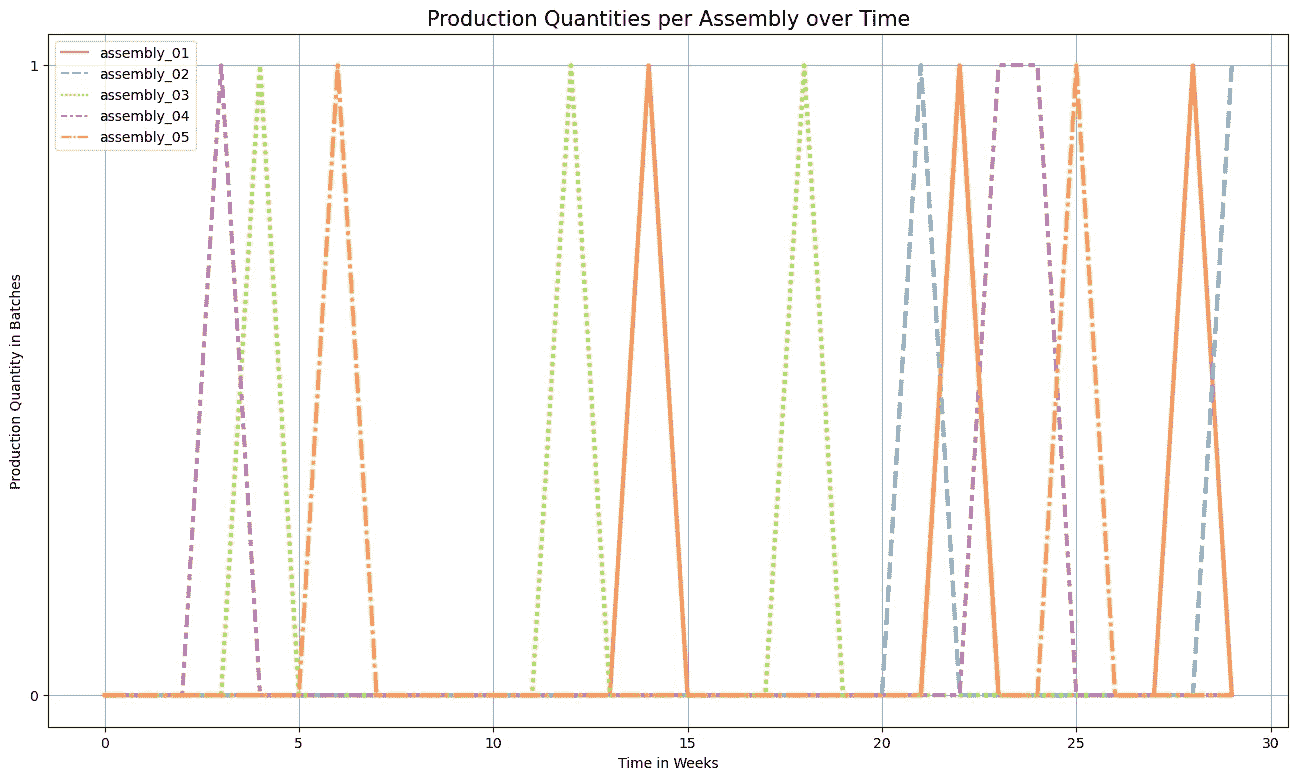 Production Quantities per Assembly over Time
assembly_01
assembly_02
assembly_03
assembly_04
assembly_05
Production Quantity in Batches
1
0
0 5 10 15 20 25 30
Time in Weeks